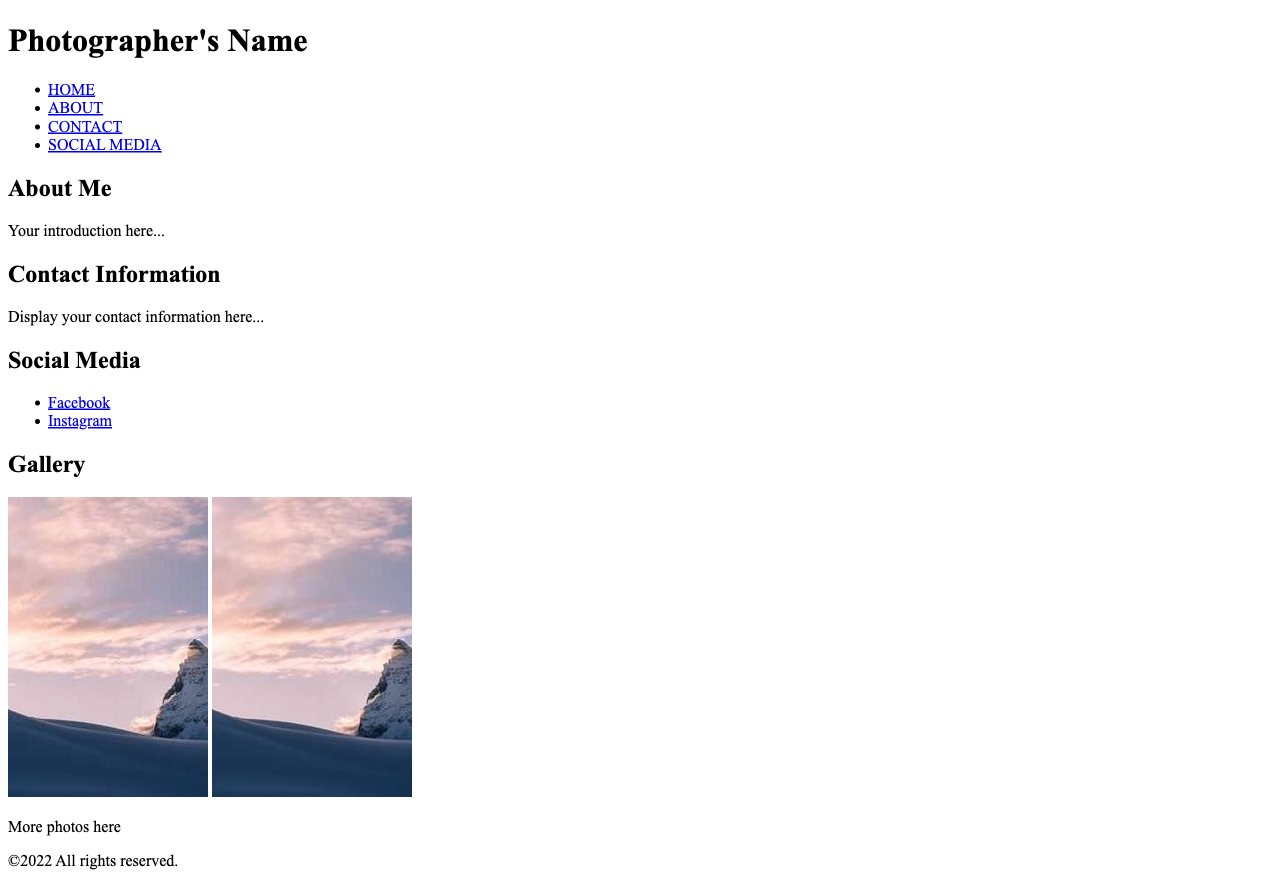 Photographer's Name
HOME
ABOUT
CONTACT
SOCIAL MEDIA
About Me
Your introduction here...
Contact Information
Display your contact information here...
Social Media
Facebook
Instagram
Gallery
More photos here
©2022 All rights reserved.